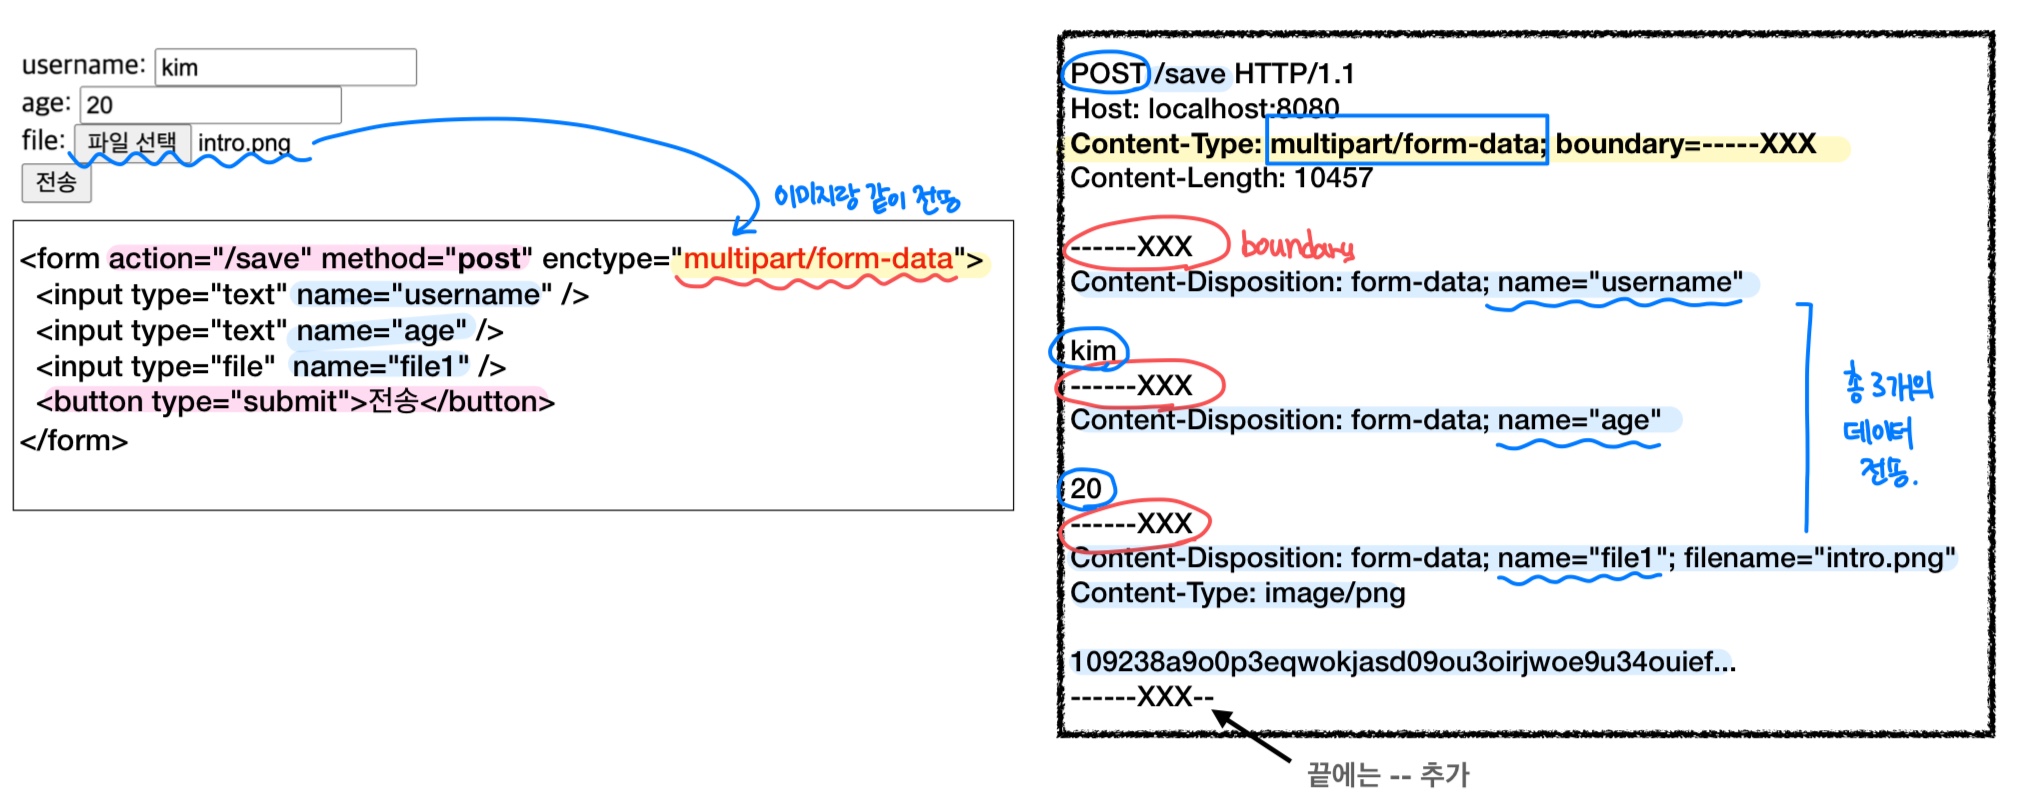 username: kim
age: 20
file: 파일 선택 intro.png
전송
이미지랑 같이 전송
<form action="/save" method="post" enctype="multipart/form-data">
<input type="text" name="username" />
<input type="text" name="age" />
<input type="file" name="file1" />
<button type="submit">전송</button>
</form>
POST /save HTTP/1.1
Host: localhost:8080
Content-Type: multipart/form-data; boundary=-----XXX
Content-Length: 10457
------XXX boundary
Content-Disposition: form-data; name="username"
kim
------XXX
Content-Disposition: form-data; name="age"
20
------XXX
Content-Disposition: form-data; name="file1"; filename="intro.png"
Content-Type: image/png
109238a9o0p3eqwokjasd09ou3oirjwoe9u34ouief...
------XXX--
총 3개의
데이터
전송.
끝에는 -- 추가